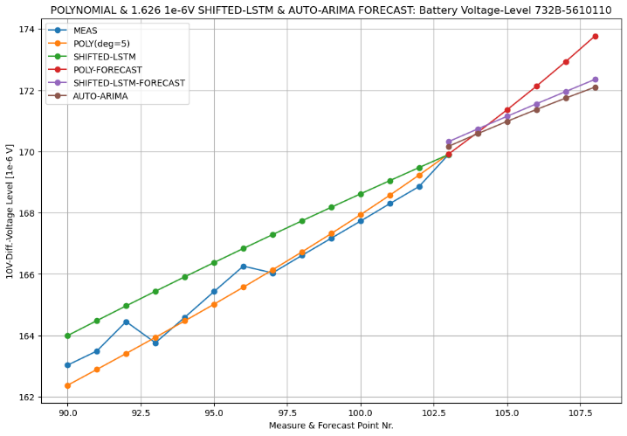 POLYNOMIAL & 1.626 1e-6V SHIFTED-LSTM & AUTO-ARIMA FORECAST: Battery Voltage-Level 732B-5610110
MEAS
POLY(deg=5)
SHIFTED-LSTM
POLY-FORECAST
SHIFTED-LSTM-FORECAST
AUTO-ARIMA
10V-Diff.-Voltage Level [1e-6 V]
174
172
170
168
166
164
162
90.0 92.5 95.0 97.5 100.0 102.5 105.0 107.5
Measure & Forecast Point Nr.